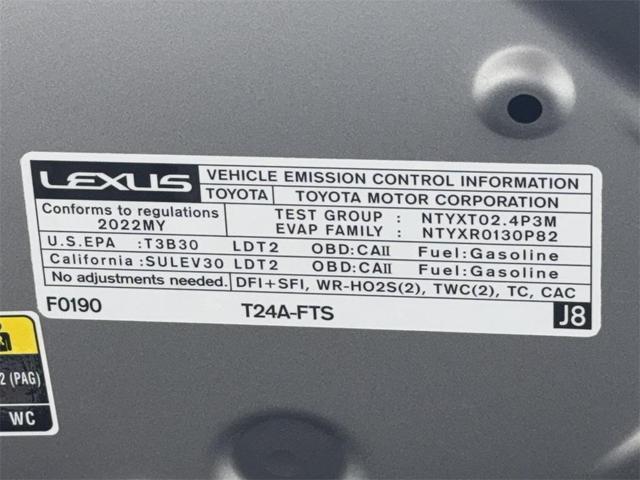 LEXUS VEHICLE EMISSION CONTROL INFORMATION
TOYOTA TOYOTA MOTOR CORPORATION
Conforms to regulations
2022MY
TEST GROUP : NTYXT02.4P3M
EVAP FAMILY : NTYXR0130P82
U.S.EPA :T3B30 LDT2 OBD:CAII Fuel:Gasoline
California:SULEV30 LDT2 OBD:CAII Fuel:Gasoline
No adjustments needed. DFI+SFI, WR-HO2S(2), TWC(2), TC, CAC
F0190 T24A-FTS J8
2 (PAG)
WC